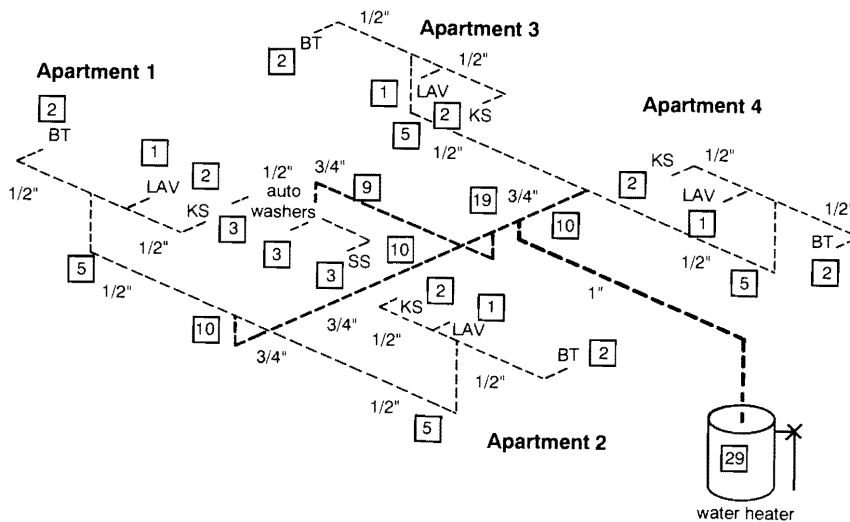 1/2"
Apartment 3
BT
1/2"
2
1
LAV
2
KS
5
1/2"
Apartment 1
2
BT
1
LAV
2
KS
1/2"
1/2"
5
1/2"
1/2"
auto
washers
3
3
3
SS
3/4"
9
19
3/4"
10
10
Apartment 4
KS
1/2"
2
LAV
1
1/2"
BT
2
1/2"
5
10
3/4"
3/4"
2
KS
1
LAV
1/2"
BT
2
1/2"
1/2"
5
Apartment 2
1"
29
water heater